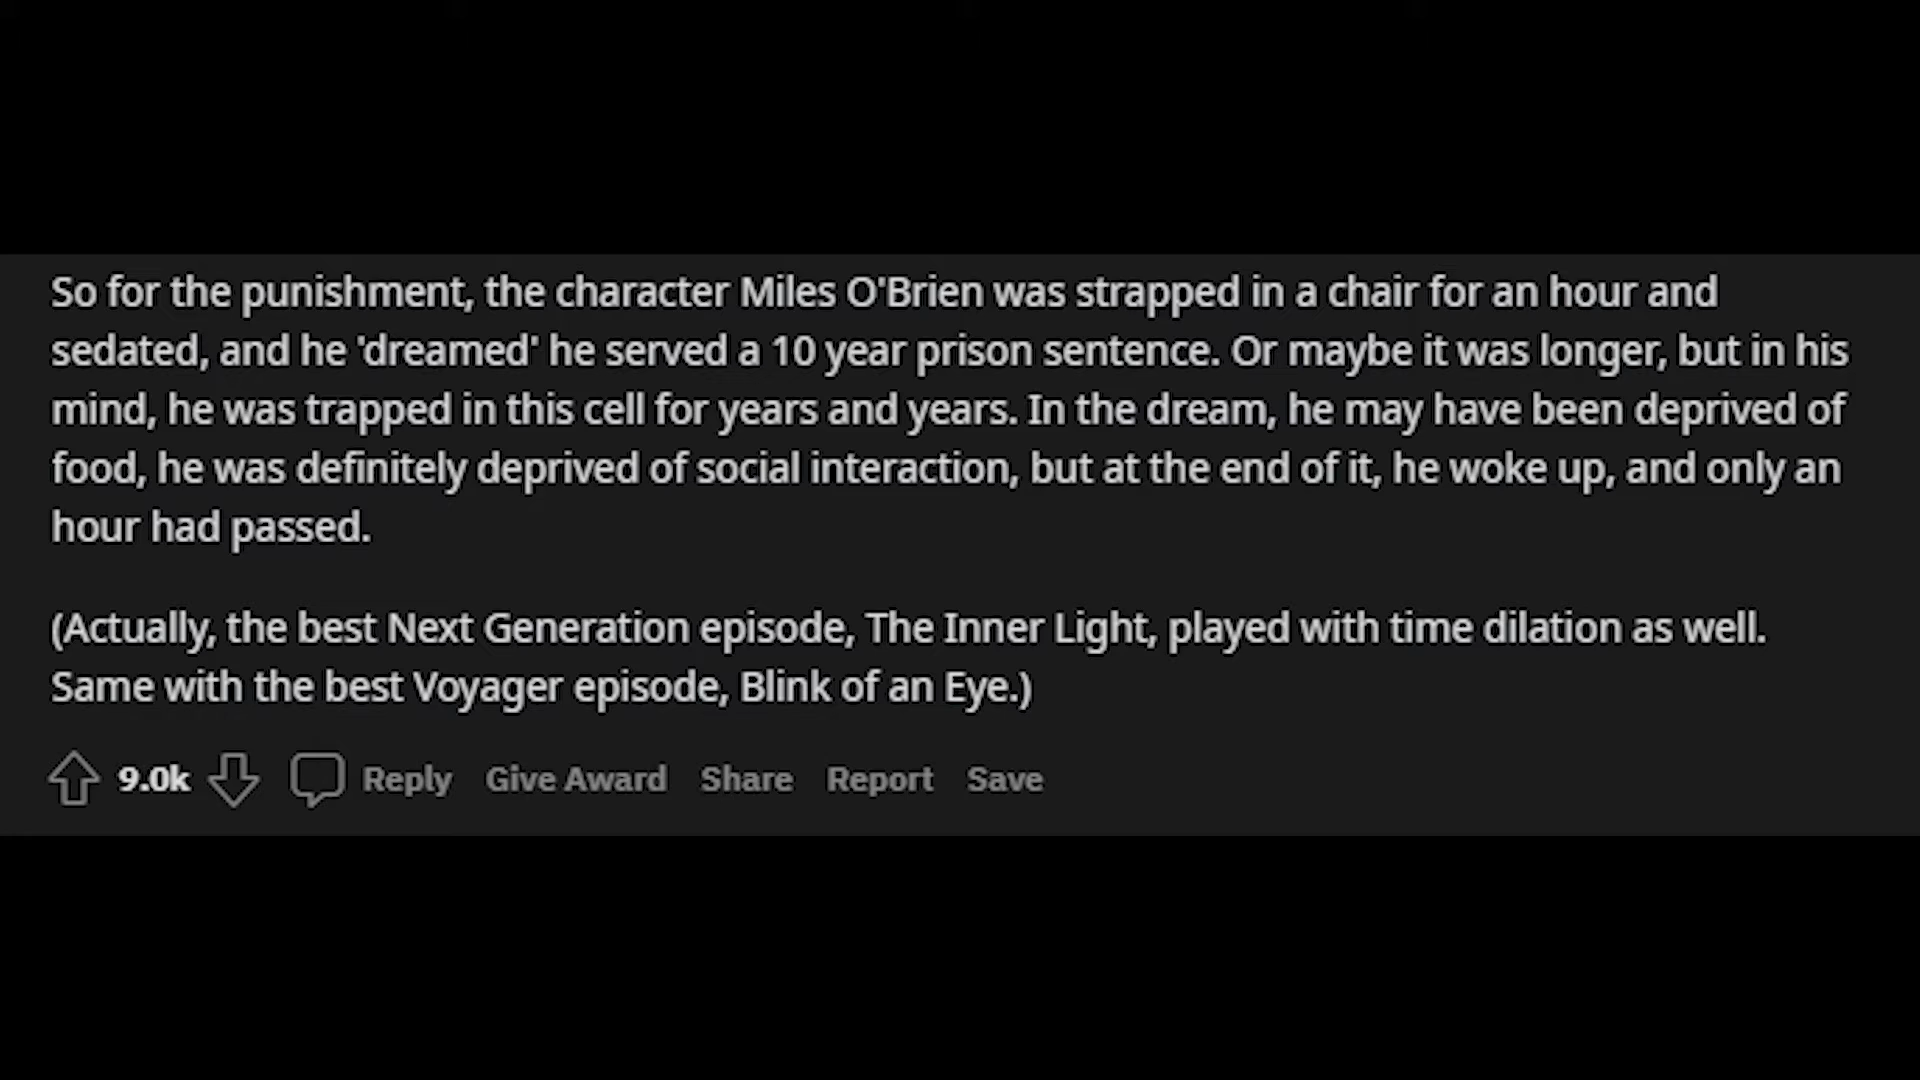 So for the punishment, the character Miles O'Brien was strapped in a chair for an hour and
sedated, and he 'dreamed' he served a 10 year prison sentence. Or maybe it was longer, but in his
mind, he was trapped in this cell for years and years. In the dream, he may have been deprived of
food, he was definitely deprived of social interaction, but at the end of it, he woke up, and only an
hour had passed.
(Actually, the best Next Generation episode, The Inner Light, played with time dilation as well.
Same with the best Voyager episode, Blink of an Eye.)
9.0k Reply Give Award Share Report Save